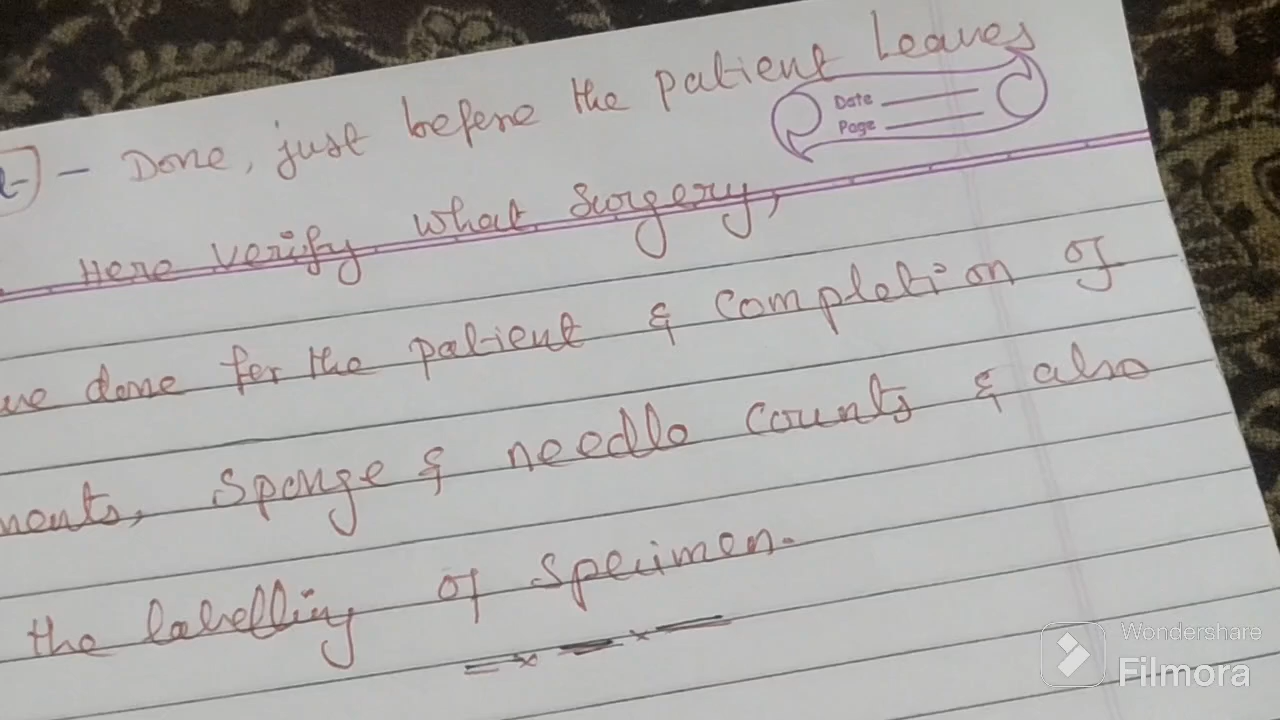 - Done, just before the patient leaves
Date
Page
Here verify what surgery,
done for the patient & completion of
Sponge & needle counts & also
the labelling of specimen.
Wondershare
Filmora